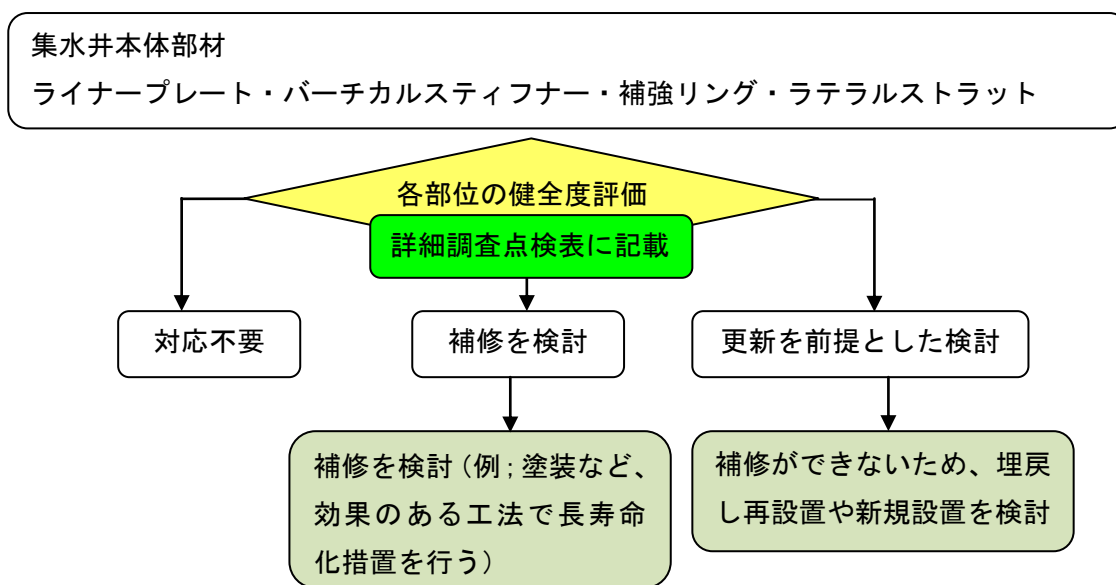 集水井本体部材
ライナープレート・バーチカルスティフナー・補強リング・ラテラルストラット
各部位の健全度評価
詳細調査点検表に記載
対応不要
補修を検討
更新を前提とした検討
補修を検討（例；塗装など、
効果のある工法で長寿命
化措置を行う）
補修ができないため、埋戻
し再設置や新規設置を検討